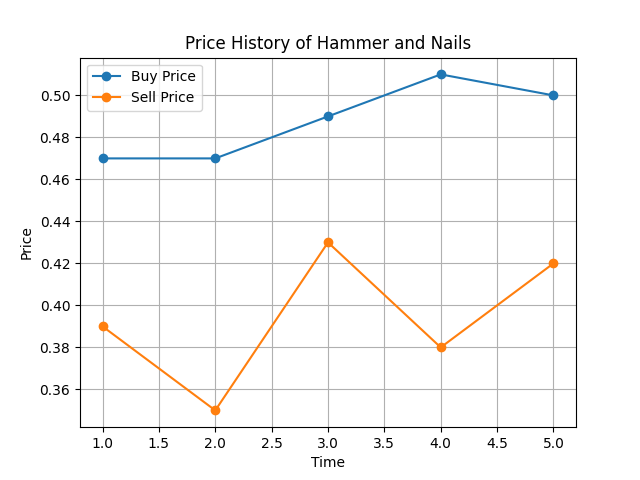 Price History of Hammer and Nails
Buy Price
Sell Price
0.50
0.48
0.46
0.44
0.42
0.40
0.38
0.36
Price
1.0 1.5 2.0 2.5 3.0 3.5 4.0 4.5 5.0
Time